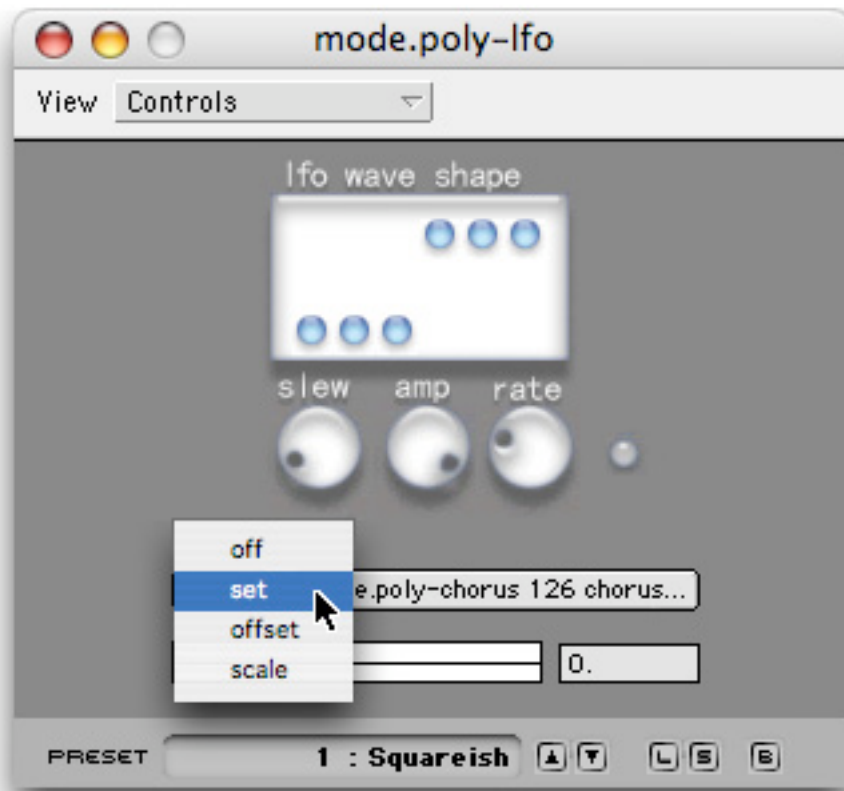 mode.poly-lfo
View Controls
lfo wave shape
slew amp rate
off
set e.poly-chorus 126 chorus...
offset
scale 0.
PRESET 1 : Squareish L S B